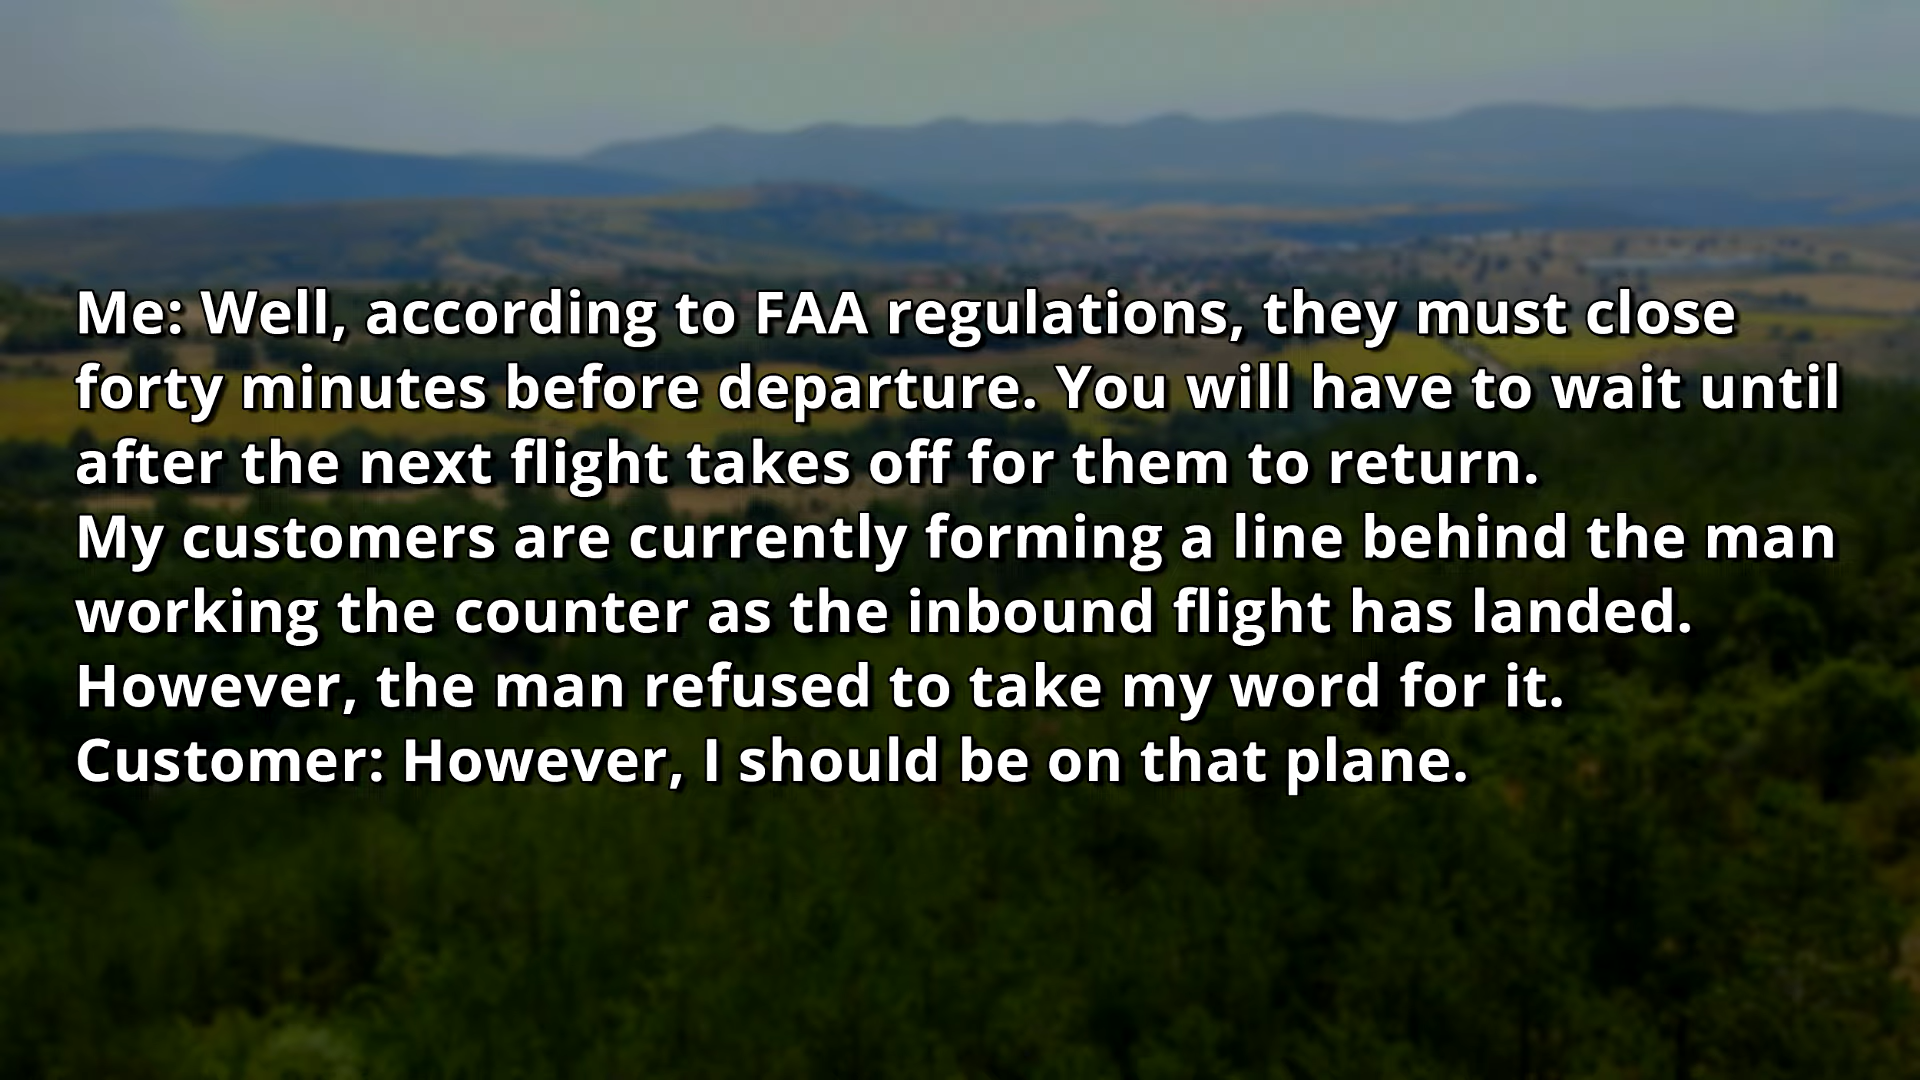 Me: Well, according to FAA regulations, they must close
forty minutes before departure. You will have to wait until
after the next flight takes off for them to return.
My customers are currently forming a line behind the man
working the counter as the inbound flight has landed.
However, the man refused to take my word for it.
Customer: However, I should be on that plane.